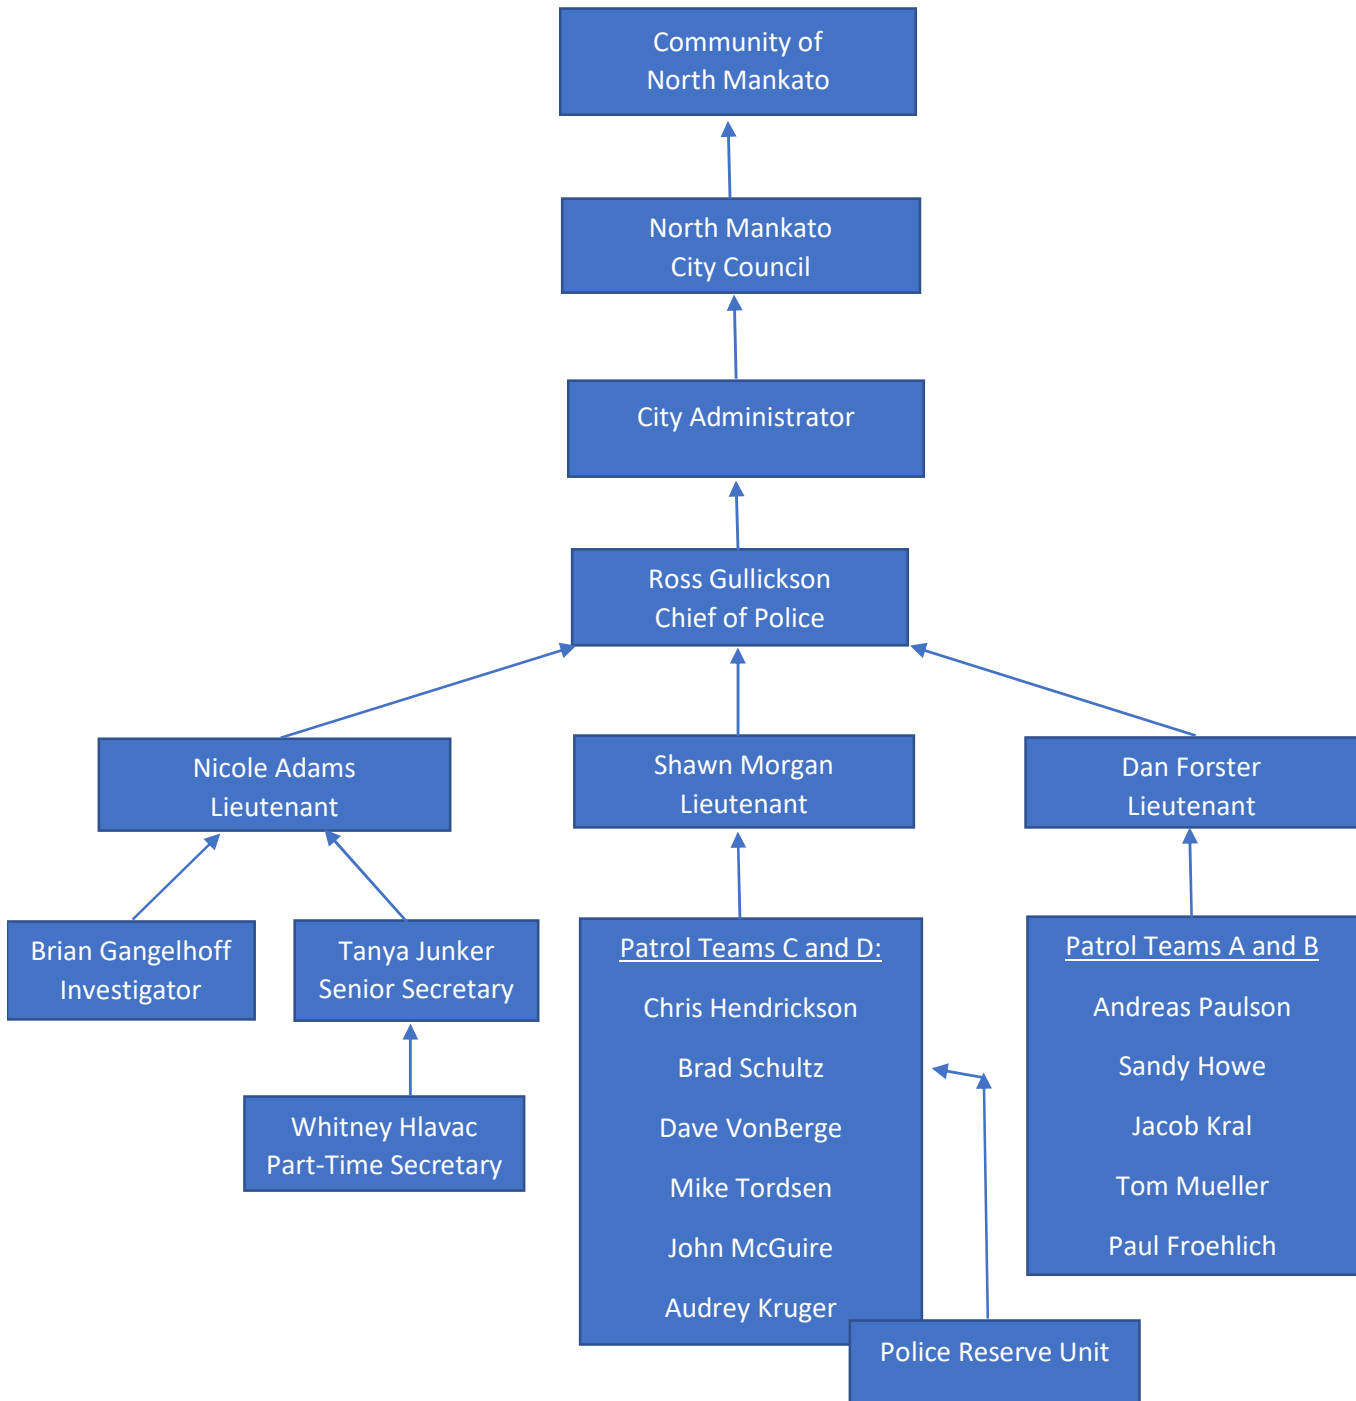 Community of
North Mankato
North Mankato
City Council
City Administrator
Ross Gullickson
Chief of Police
Nicole Adams
Lieutenant
Shawn Morgan
Lieutenant
Dan Forster
Lieutenant
Brian Gangelhoff
Investigator
Tanya Junker
Senior Secretary
Whitney Hlavac
Part-Time Secretary
Patrol Teams C and D:
Chris Hendrickson
Brad Schultz
Dave VonBerge
Mike Tordsen
John McGuire
Audrey Kruger
Police Reserve Unit
Patrol Teams A and B
Andreas Paulson
Sandy Howe
Jacob Kral
Tom Mueller
Paul Froehlich